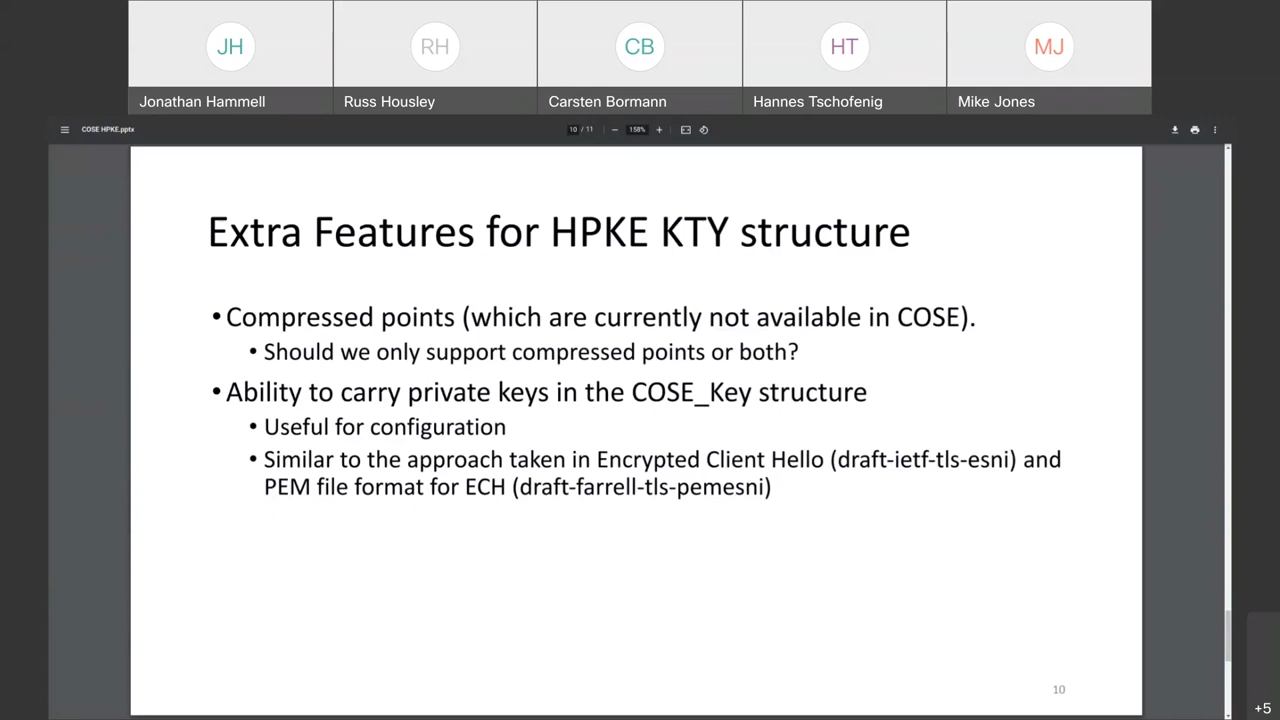 JH
RH
CB
HT
MJ
Jonathan Hammell
Russ Housley
Carsten Bormann
Hannes Tschofenig
Mike Jones
COSE HPKE.pptx
10 / 11
158%
Extra Features for HPKE KTY structure
• Compressed points (which are currently not available in COSE).
• Should we only support compressed points or both?
• Ability to carry private keys in the COSE_Key structure
• Useful for configuration
• Similar to the approach taken in Encrypted Client Hello (draft-ietf-tls-esni) and
PEM file format for ECH (draft-farrell-tls-pemesni)
10
+5